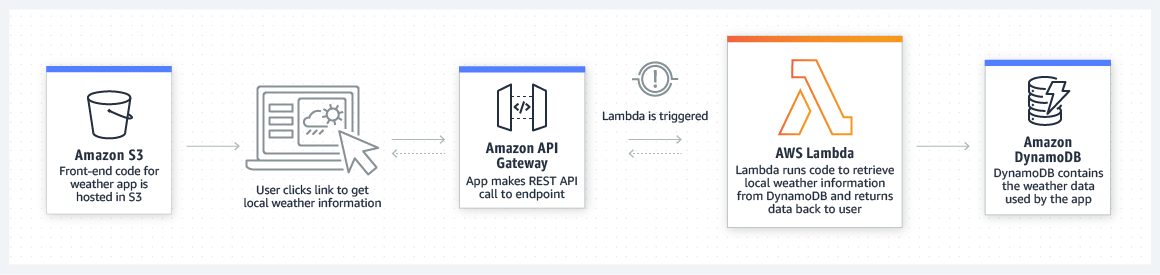 Amazon S3
Front-end code for
weather app is
hosted in S3
User clicks link to get
local weather information
</>
Amazon API
Gateway
App makes REST API
call to endpoint
!
Lambda is triggered
AWS Lambda
Lambda runs code to retrieve
local weather information
from DynamoDB and returns
data back to user
Amazon
DynamoDB
DynamoDB contains
the weather data
used by the app